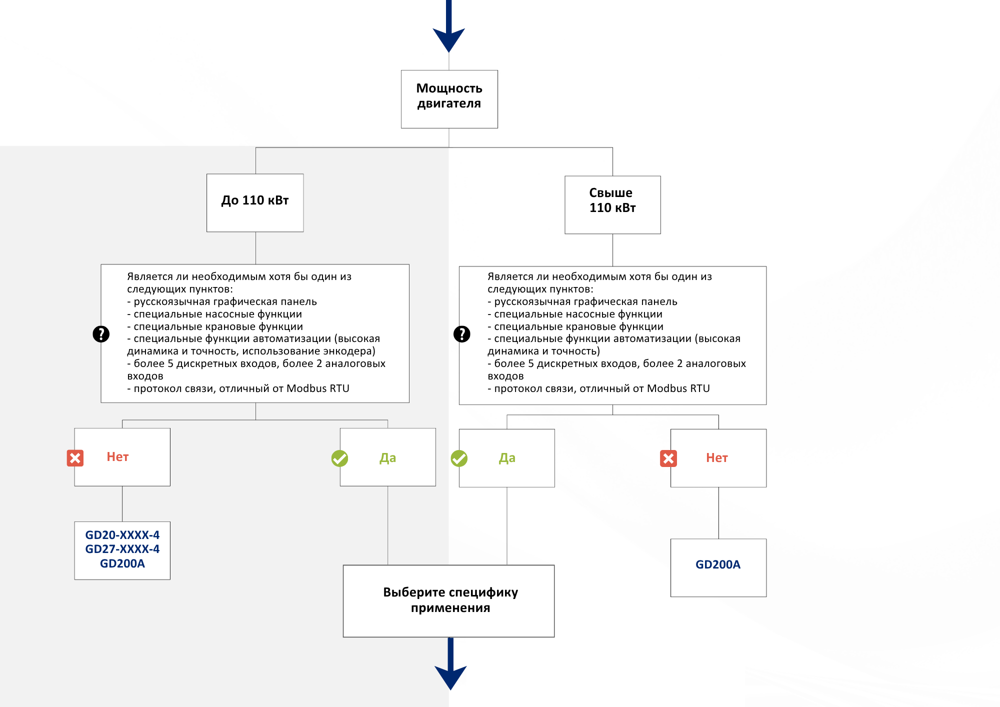 Мощность
двигателя
До 110 кВт
Свыше
110 кВт
Является ли необходимым хотя бы один из
следующих пунктов:
- русскоязычная графическая панель
- специальные насосные функции
- специальные крановые функции
- специальные функции автоматизации (высокая
динамика и точность, использование энкодера)
- более 5 дискретных входов, более 2 аналоговых
входов
- протокол связи, отличный от Modbus RTU
Является ли необходимым хотя бы один из
следующих пунктов:
- русскоязычная графическая панель
- специальные насосные функции
- специальные крановые функции
- специальные функции автоматизации (высокая
динамика и точность)
- более 5 дискретных входов, более 2 аналоговых
входов
- протокол связи, отличный от Modbus RTU
?
?
Нет
Да
Да
Нет
GD20-XXXX-4
GD27-XXXX-4
GD200A
GD200A
Выберите специфику
применения